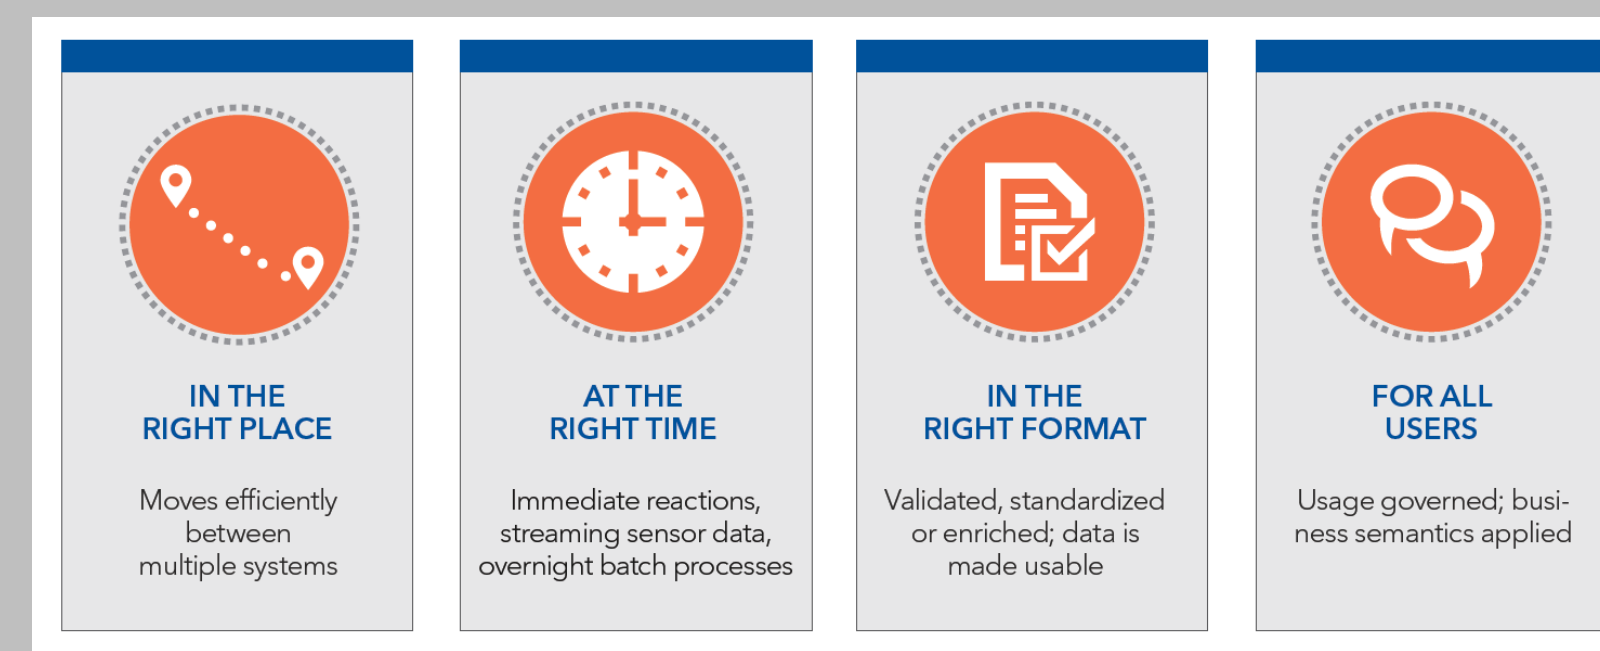 IN THE
RIGHT PLACE
Moves efficiently
between
multiple systems
AT THE
RIGHT TIME
Immediate reactions,
streaming sensor data,
overnight batch processes
IN THE
RIGHT FORMAT
Validated, standardized
or enriched; data is
made usable
FOR ALL
USERS
Usage governed; busi-
ness semantics applied